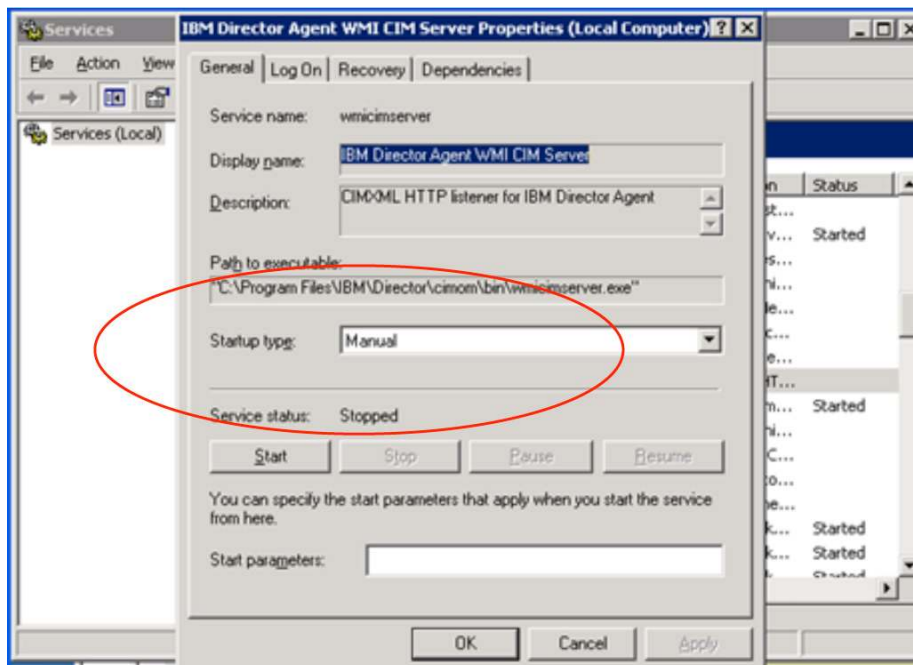 Services
IBM Director Agent WMI CIM Server Properties (Local Computer)
File Action View
General Log On Recovery Dependencies
Services (Local)
Service name: wmicimserver
Display name: IBM Director Agent WMI CIM Server
Description: CIMXML HTTP listener for IBM Director Agent
Path to executable:
"C:\Program Files\IBM\Director\cimom\bin\wmicimserver.exe"
Startup type: Manual
Service status: Stopped
Start Stop Pause Resume
You can specify the start parameters that apply when you start the service
from here.
Start parameters:
OK Cancel Apply
Status
Started
Started
Started
Started